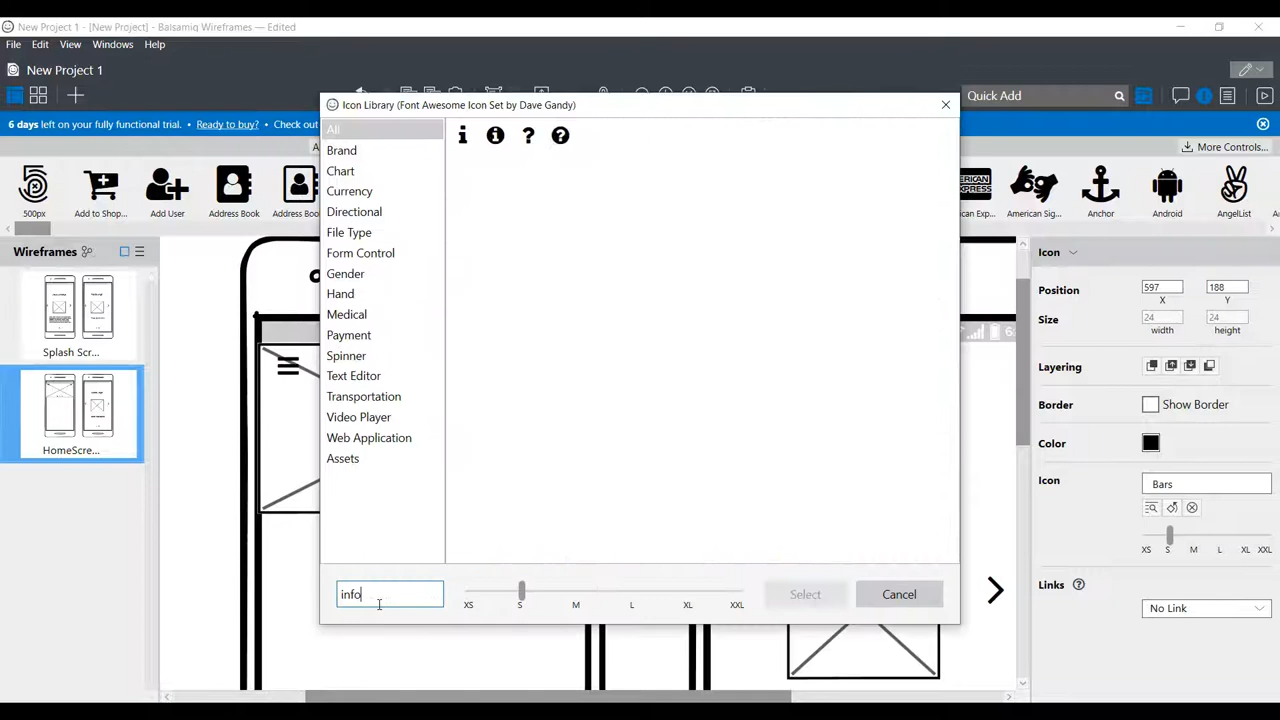 New Project 1 - [New Project] - Balsamiq Wireframes — Edited
File Edit View Windows Help
New Project 1
Quick Add
6 days left on your fully functional trial. Ready to buy? Check out
More Controls...
500px
Add to Shop...
Add User
Address Book
Address Boo
AMERICAN EXPRESS
can Exp...
American Sig...
Anchor
Android
AngelList
Wireframes
Splash Scr...
HomeScre...
Icon Library (Font Awesome Icon Set by Dave Gandy)
All
Brand
Chart
Currency
Directional
File Type
Form Control
Gender
Hand
Medical
Payment
Spinner
Text Editor
Transportation
Video Player
Web Application
Assets
info
XS S M L XL XXL
Select
Cancel
Icon
Position
597 188
X Y
Size
24 24
width height
Layering
Border
Show Border
Color
Icon
Bars
XS S M L XL XXL
Links
No Link